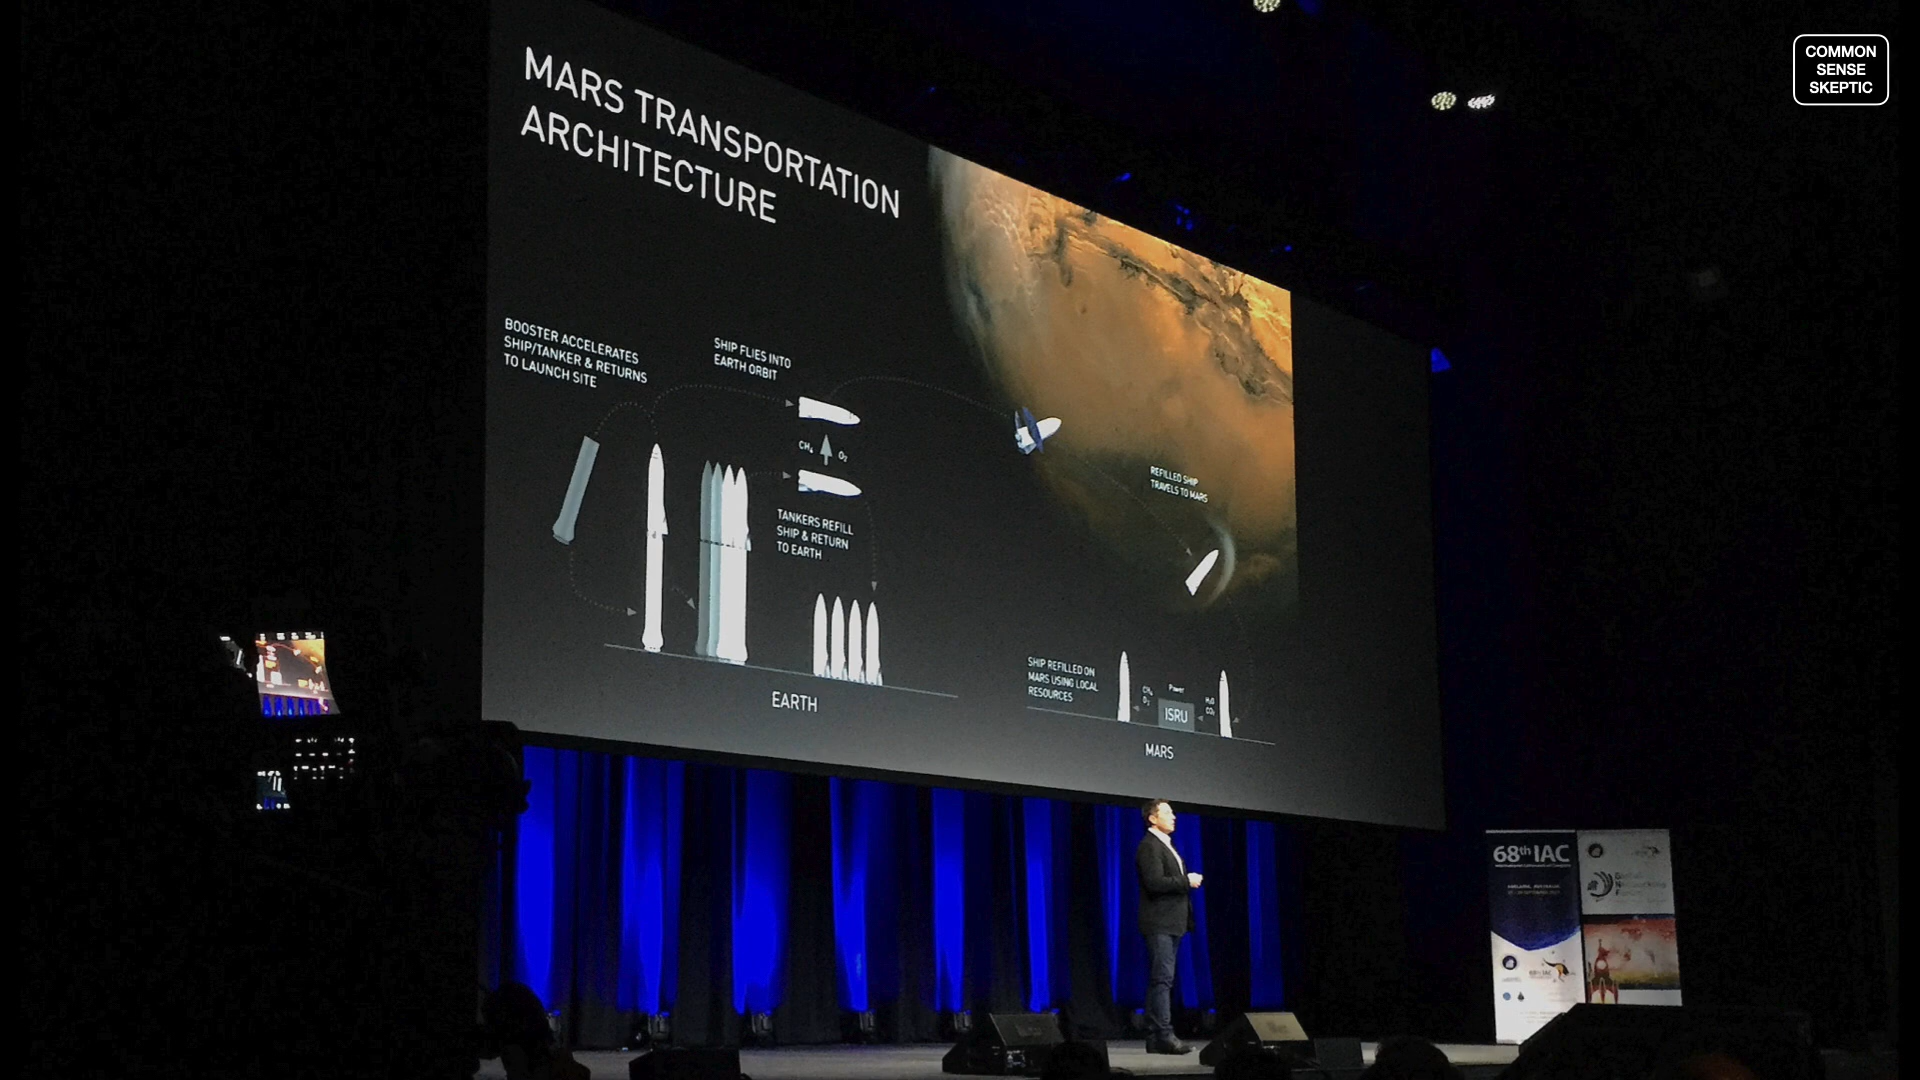 COMMON
SENSE
SKEPTIC
MARS TRANSPORTATION
ARCHITECTURE
BOOSTER ACCELERATES
SHIP/TANKER & RETURNS
TO LAUNCH SITE
SHIP FLIES INTO
EARTH ORBIT
CH₄
O₂
TANKERS REFILL
SHIP & RETURN
TO EARTH
EARTH
REFILLED SHIP
TRAVELS TO MARS
SHIP REFILLED ON
MARS USING LOCAL
RESOURCES
CH₄
O₂
Power
ISRU
H₂O
CO₂
MARS
68th IAC